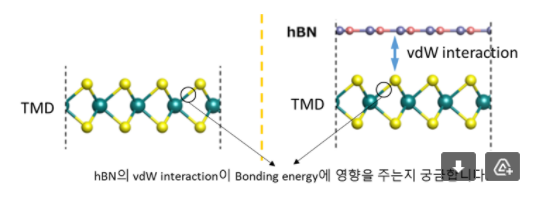 hBN
vdW interaction
TMD
TMD
hBN의 vdW interaction이 Bonding energy에 영향을 주는지 궁금합니다